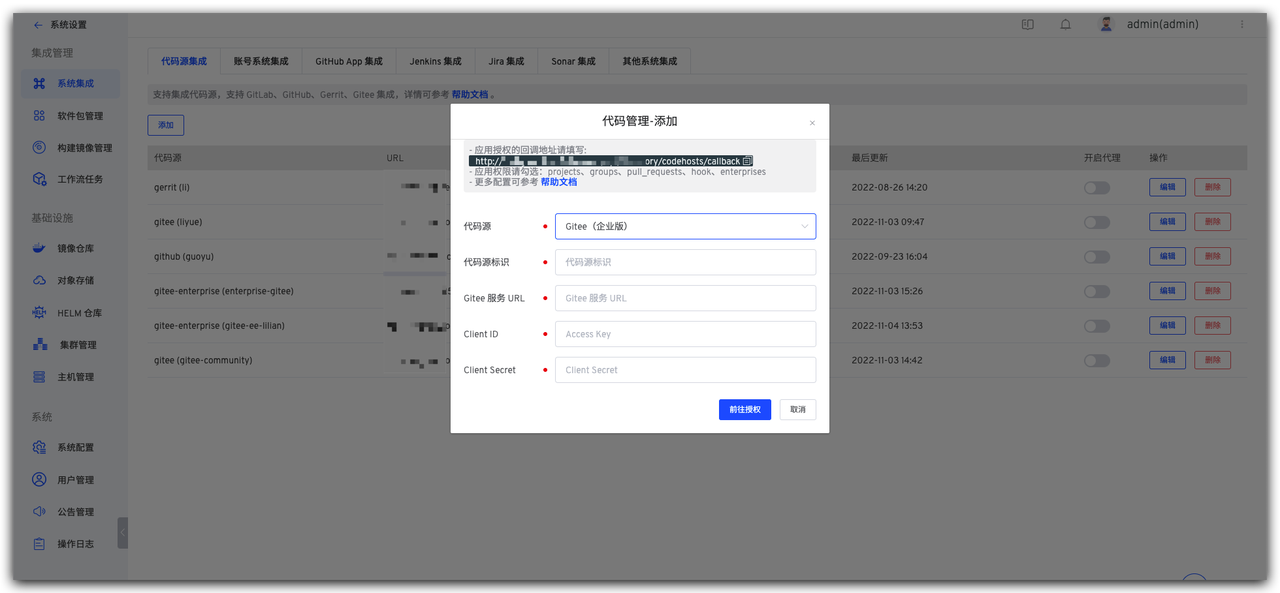 系统设置
admin(admin)
集成管理
系统集成
软件包管理
构建镜像管理
工作流任务
基础设施
镜像仓库
对象存储
HELM 仓库
集群管理
主机管理
系统
系统配置
用户管理
公告管理
操作日志
代码源集成
账号系统集成
GitHub App 集成
Jenkins 集成
Jira 集成
Sonar 集成
其他系统集成
支持集成代码源，支持 GitLab、GitHub、Gerrit、Gitee 集成，详情可参考 帮助文档 。
添加
代码源 URL 最后更新 开启代理 操作
gerrit (li) 2022-08-26 14:20 编辑 删除
gitee (liyue) 2022-11-03 09:47 编辑 删除
github (guoyu) 2022-09-23 16:04 编辑 删除
gitee-enterprise (enterprise-gitee) 2022-11-03 15:26 编辑 删除
gitee-enterprise (gitee-ee-lilian) 2022-11-04 13:53 编辑 删除
gitee (gitee-community) 2022-11-03 14:42 编辑 删除
代码管理-添加
- 应用授权的回调地址请填写:
http:// ory/codehosts/callback
- 应用权限请勾选：projects、groups、pull_requests、hook、enterprises
- 更多配置可参考 帮助文档
代码源 Gitee（企业版）
代码源标识 代码源标识
Gitee 服务 URL Gitee 服务 URL
Client ID Access Key
Client Secret Client Secret
前往授权 取消